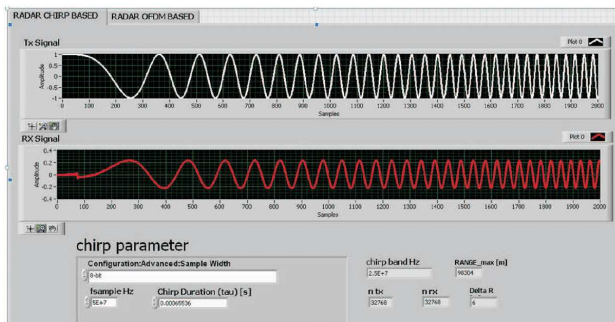 RADAR CHIRP BASED RADAR OFDM BASED
Tx Signal Plot 0
Amplitude
1
0.5
0
-0.5
-1
0 100 200 300 400 500 600 700 800 900 1000 1100 1200 1300 1400 1500 1600 1700 1800 1900 2000
Samples
RX Signal Plot 0
Amplitude
0.4
0.2
0
-0.2
-0.4
0 100 200 300 400 500 600 700 800 900 1000 1100 1200 1300 1400 1500 1600 1700 1800 1900 2000
Samples
chirp parameter
Configuration:Advanced:Sample Width
8-bit
fsample Hz Chirp Duration (tau) [s]
5E+7 0.00065536
chirp band Hz RANGE_max [m]
2.5E+7 98304
n tx n rx Delta R
32768 32768 6